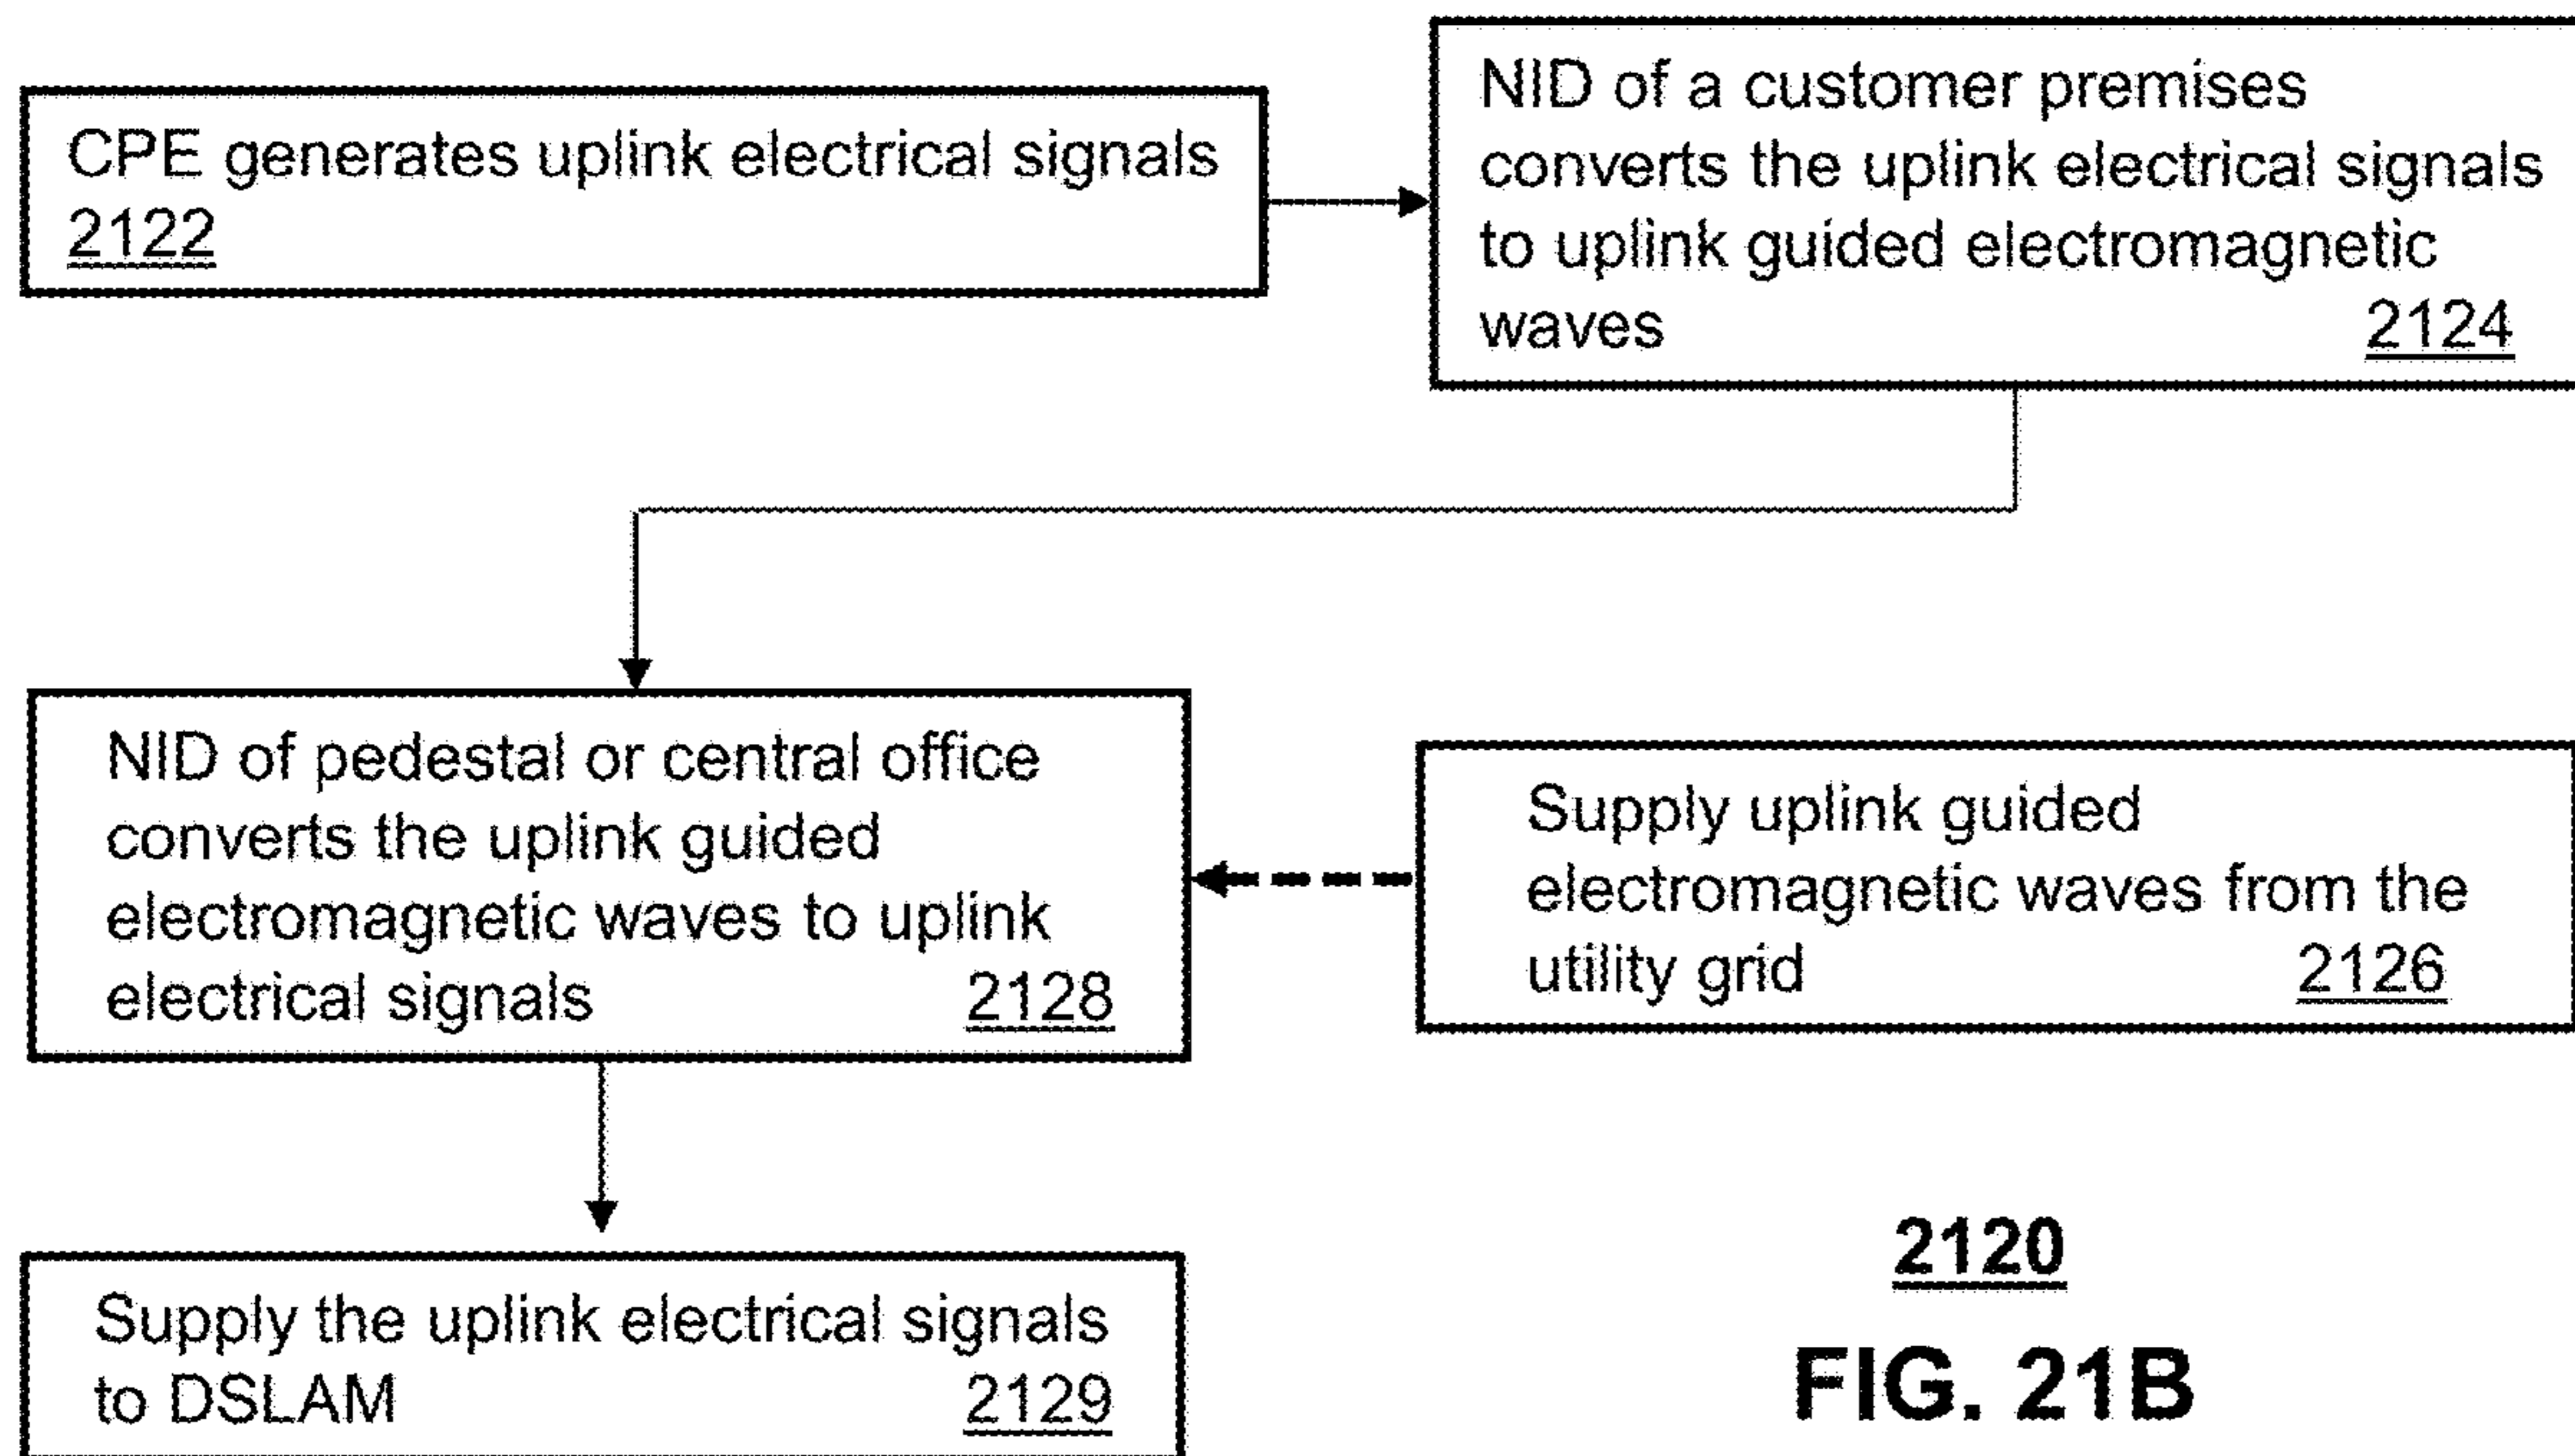 CPE generates uplink electrical signals
2122
NID of a customer premises
converts the uplink electrical signals
to uplink guided electromagnetic
waves 2124
NID of pedestal or central office
converts the uplink guided
electromagnetic waves to uplink
electrical signals 2128
Supply uplink guided
electromagnetic waves from the
utility grid 2126
Supply the uplink electrical signals
to DSLAM 2129
2120
FIG. 21B